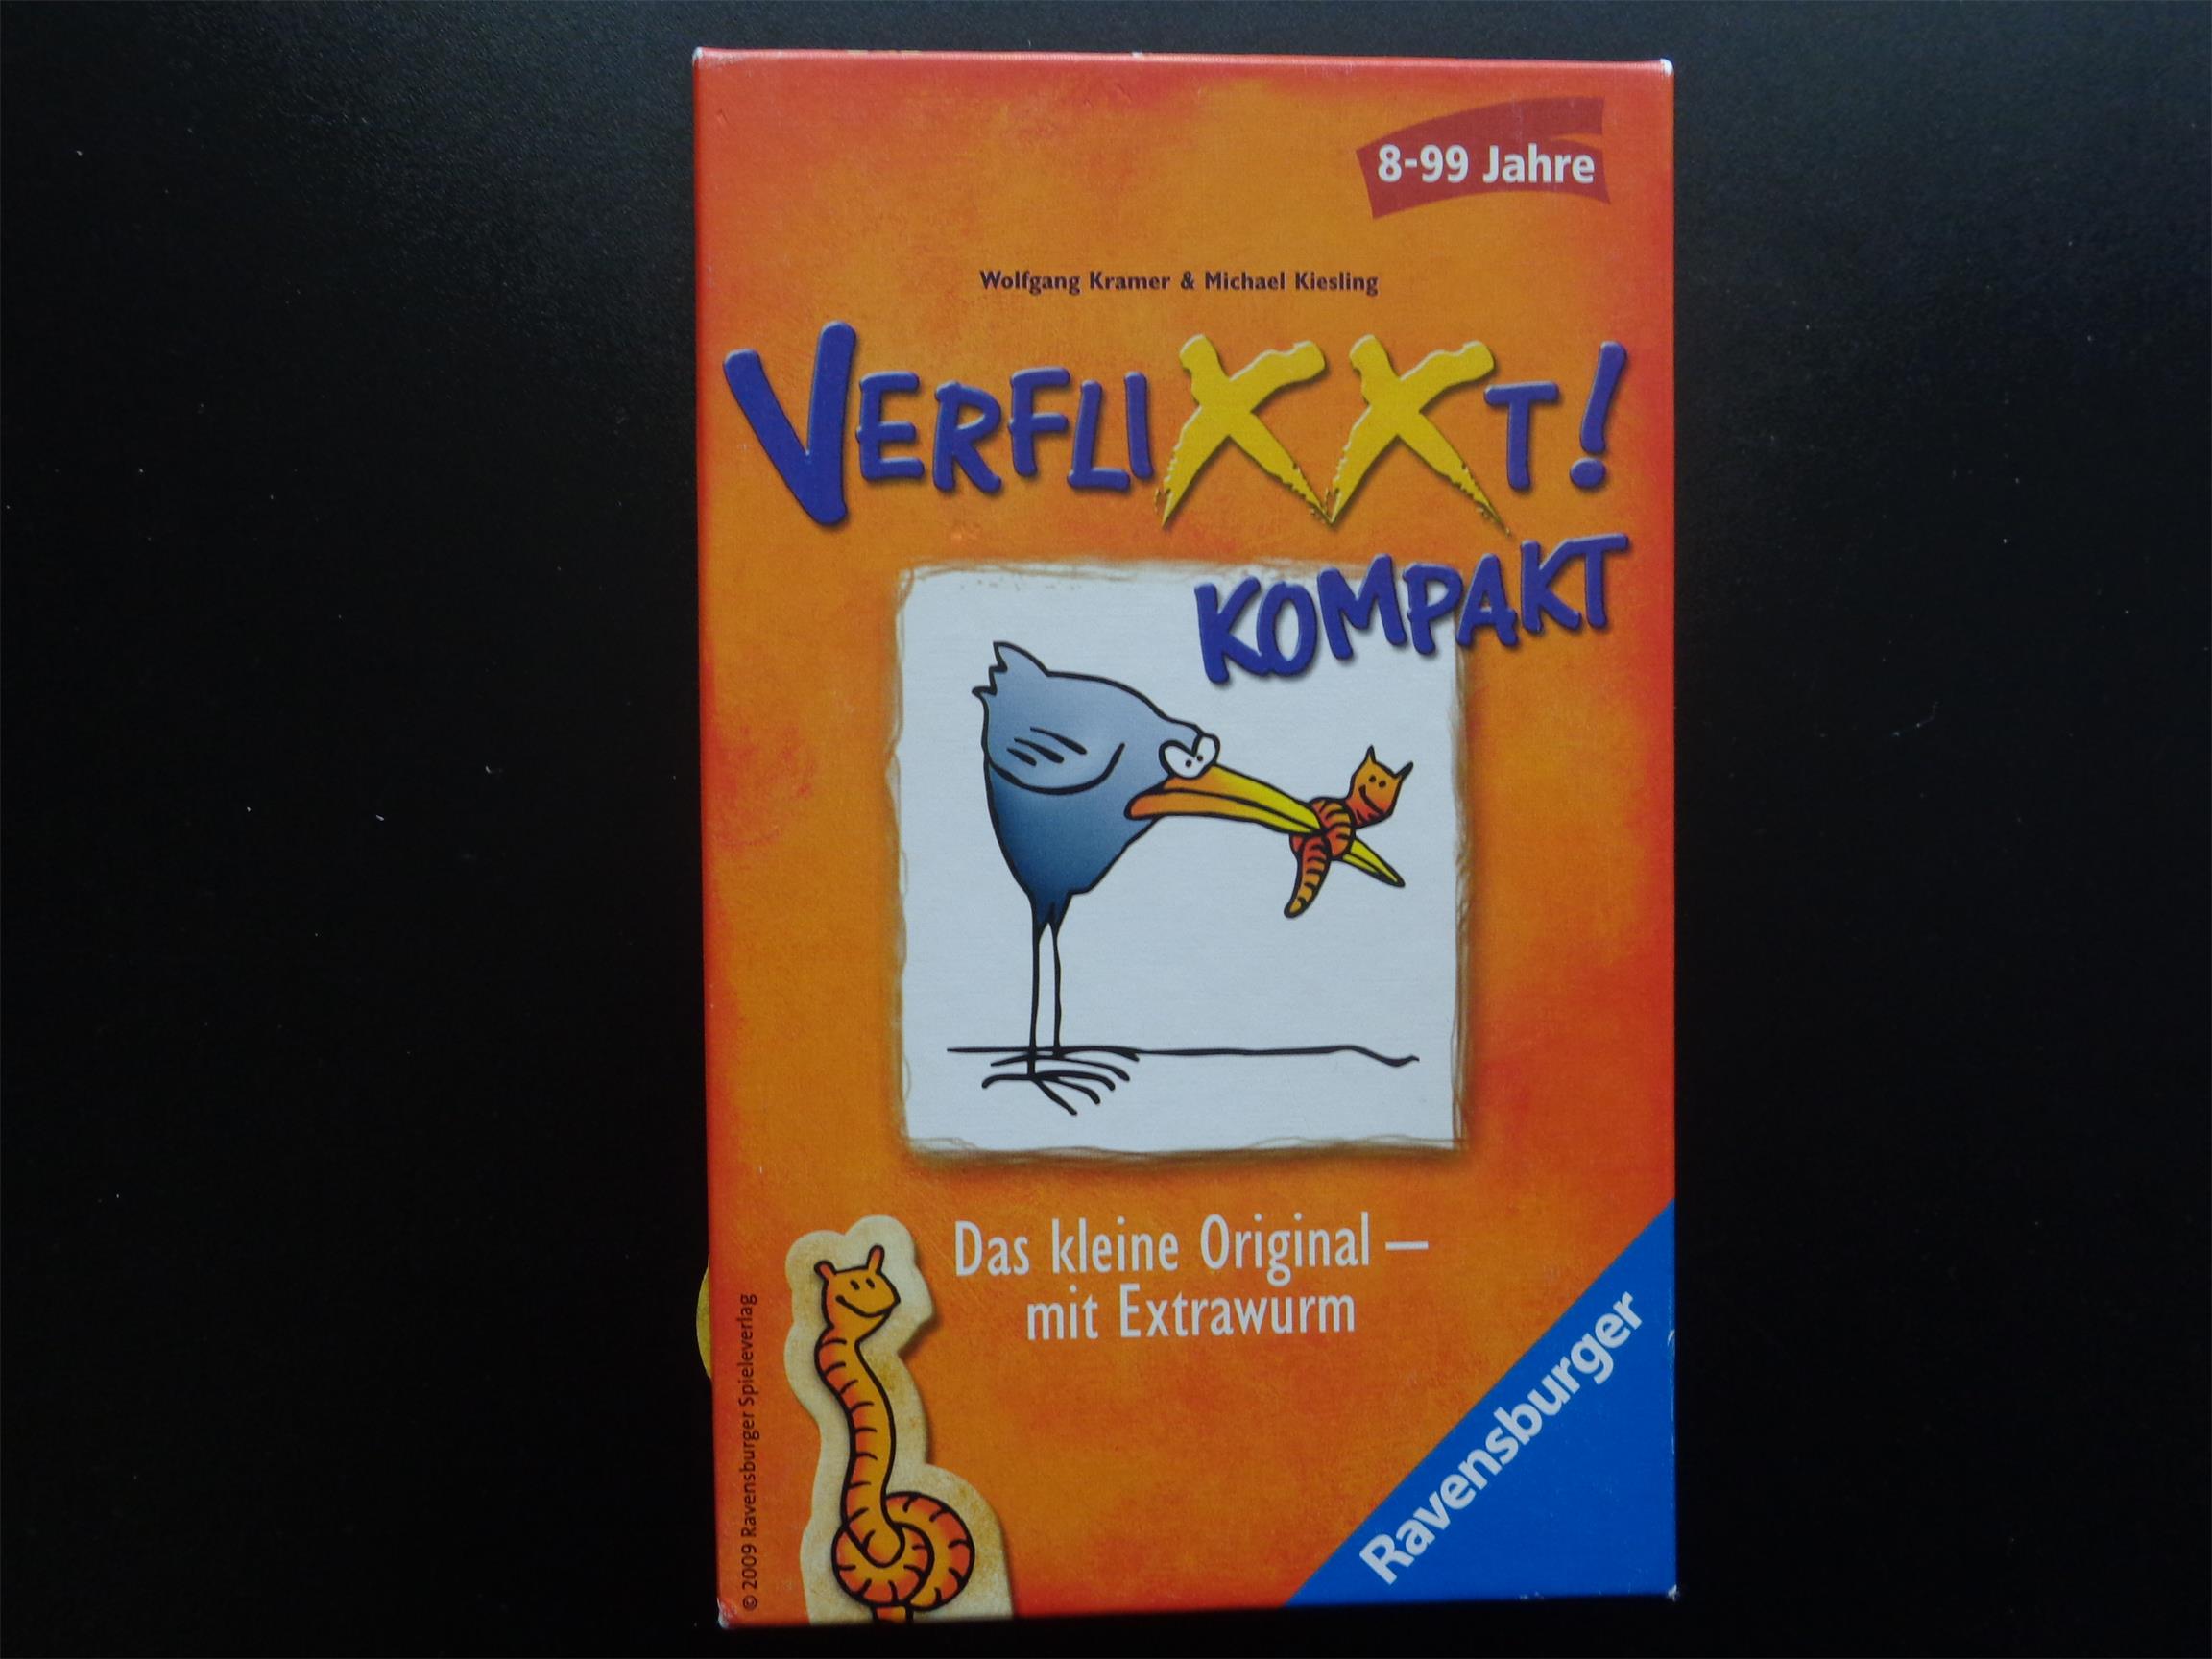 8-99 Jahre
Wolfgang Kramer & Michael Kiesling
VERFLIXXT!
KOMPAKT
Das kleine Original –
mit Extrawurm
Ravensburger
© 2009 Ravensburger Spieleverlag